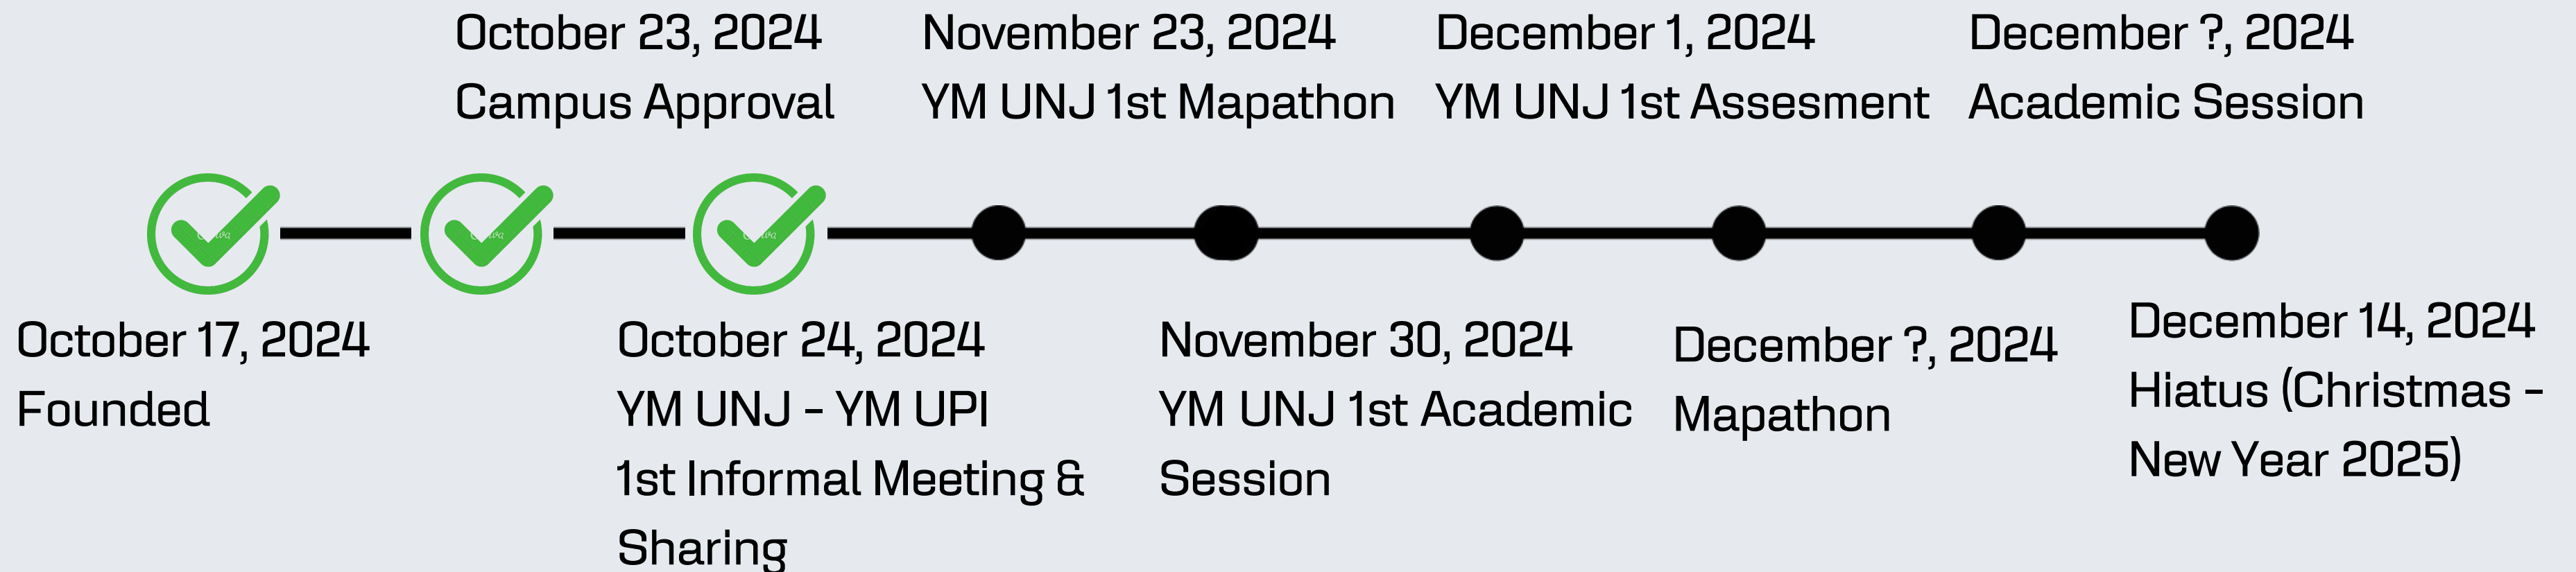 October 23, 2024
Campus Approval
November 23, 2024
YM UNJ 1st Mapathon
December 1, 2024
YM UNJ 1st Assesment
December ?, 2024
Academic Session
October 17, 2024
Founded
October 24, 2024
YM UNJ - YM UPI
1st Informal Meeting &
Sharing
November 30, 2024
YM UNJ 1st Academic
Session
December ?, 2024
Mapathon
December 14, 2024
Hiatus (Christmas -
New Year 2025)